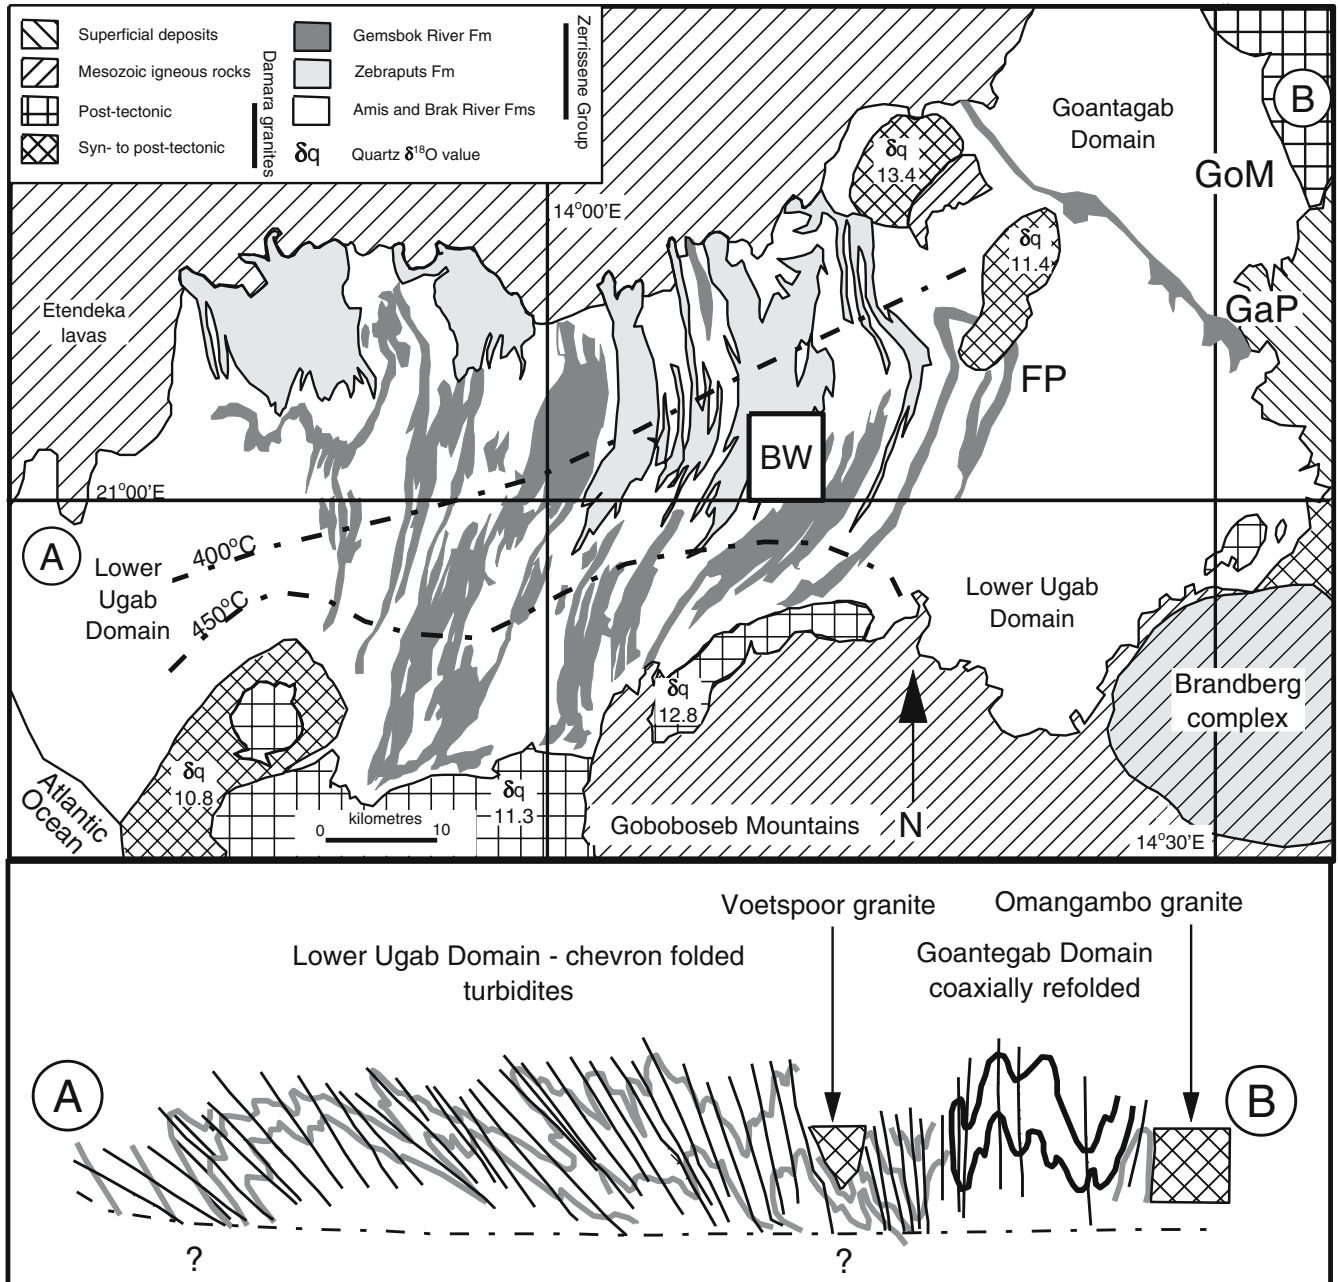 Superficial deposits
Mesozoic igneous rocks
Post-tectonic
Syn- to post-tectonic
Damara granites
Gemsbok River Fm
Zebraputs Fm
Amis and Brak River Fms
δq Quartz δ¹⁸O value
Zerrissene Group
Goantagab
Domain
B
GoM
δq
13.4
14°00'E
δq
11.4
Etendeka
lavas
GaP
FP
BW
21°00'E
A
400°C
Lower
Ugab
Domain
450°C
Lower Ugab
Domain
δq
12.8
Brandberg
complex
δq
10.8
Atlantic
Ocean
δq
11.3
kilometres
0 10
Goboboseb Mountains
N
14°30'E
Voetspoor granite
Omangambo granite
Lower Ugab Domain - chevron folded
turbidites
Goantegab Domain
coaxially refolded
A
B
?
?